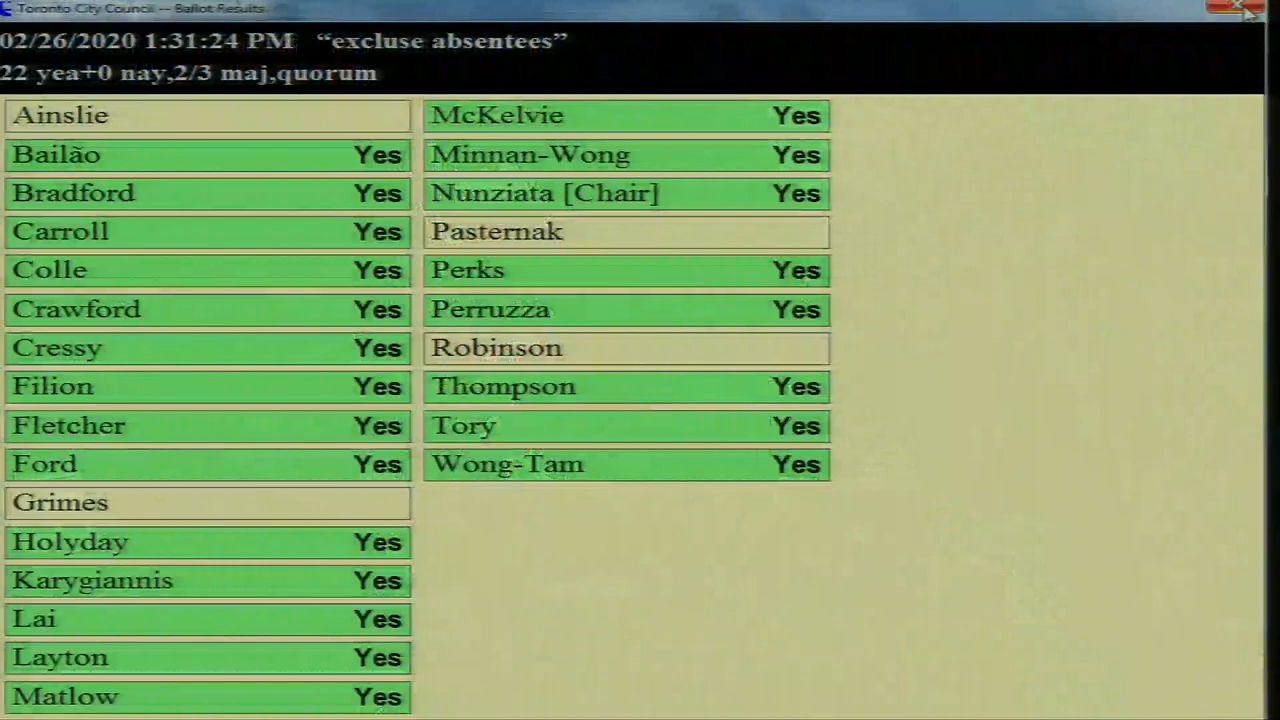 Toronto City Council -- Ballot Results
02/26/2020 1:31:24 PM “excluse absentees”
22 yea+0 nay,2/3 maj,quorum
Ainslie
Bailão Yes
Bradford Yes
Carroll Yes
Colle Yes
Crawford Yes
Cressy Yes
Filion Yes
Fletcher Yes
Ford Yes
Grimes
Holyday Yes
Karygiannis Yes
Lai Yes
Layton Yes
Matlow Yes
McKelvie Yes
Minnan-Wong Yes
Nunziata [Chair] Yes
Pasternak
Perks Yes
Perruzza Yes
Robinson
Thompson Yes
Tory Yes
Wong-Tam Yes